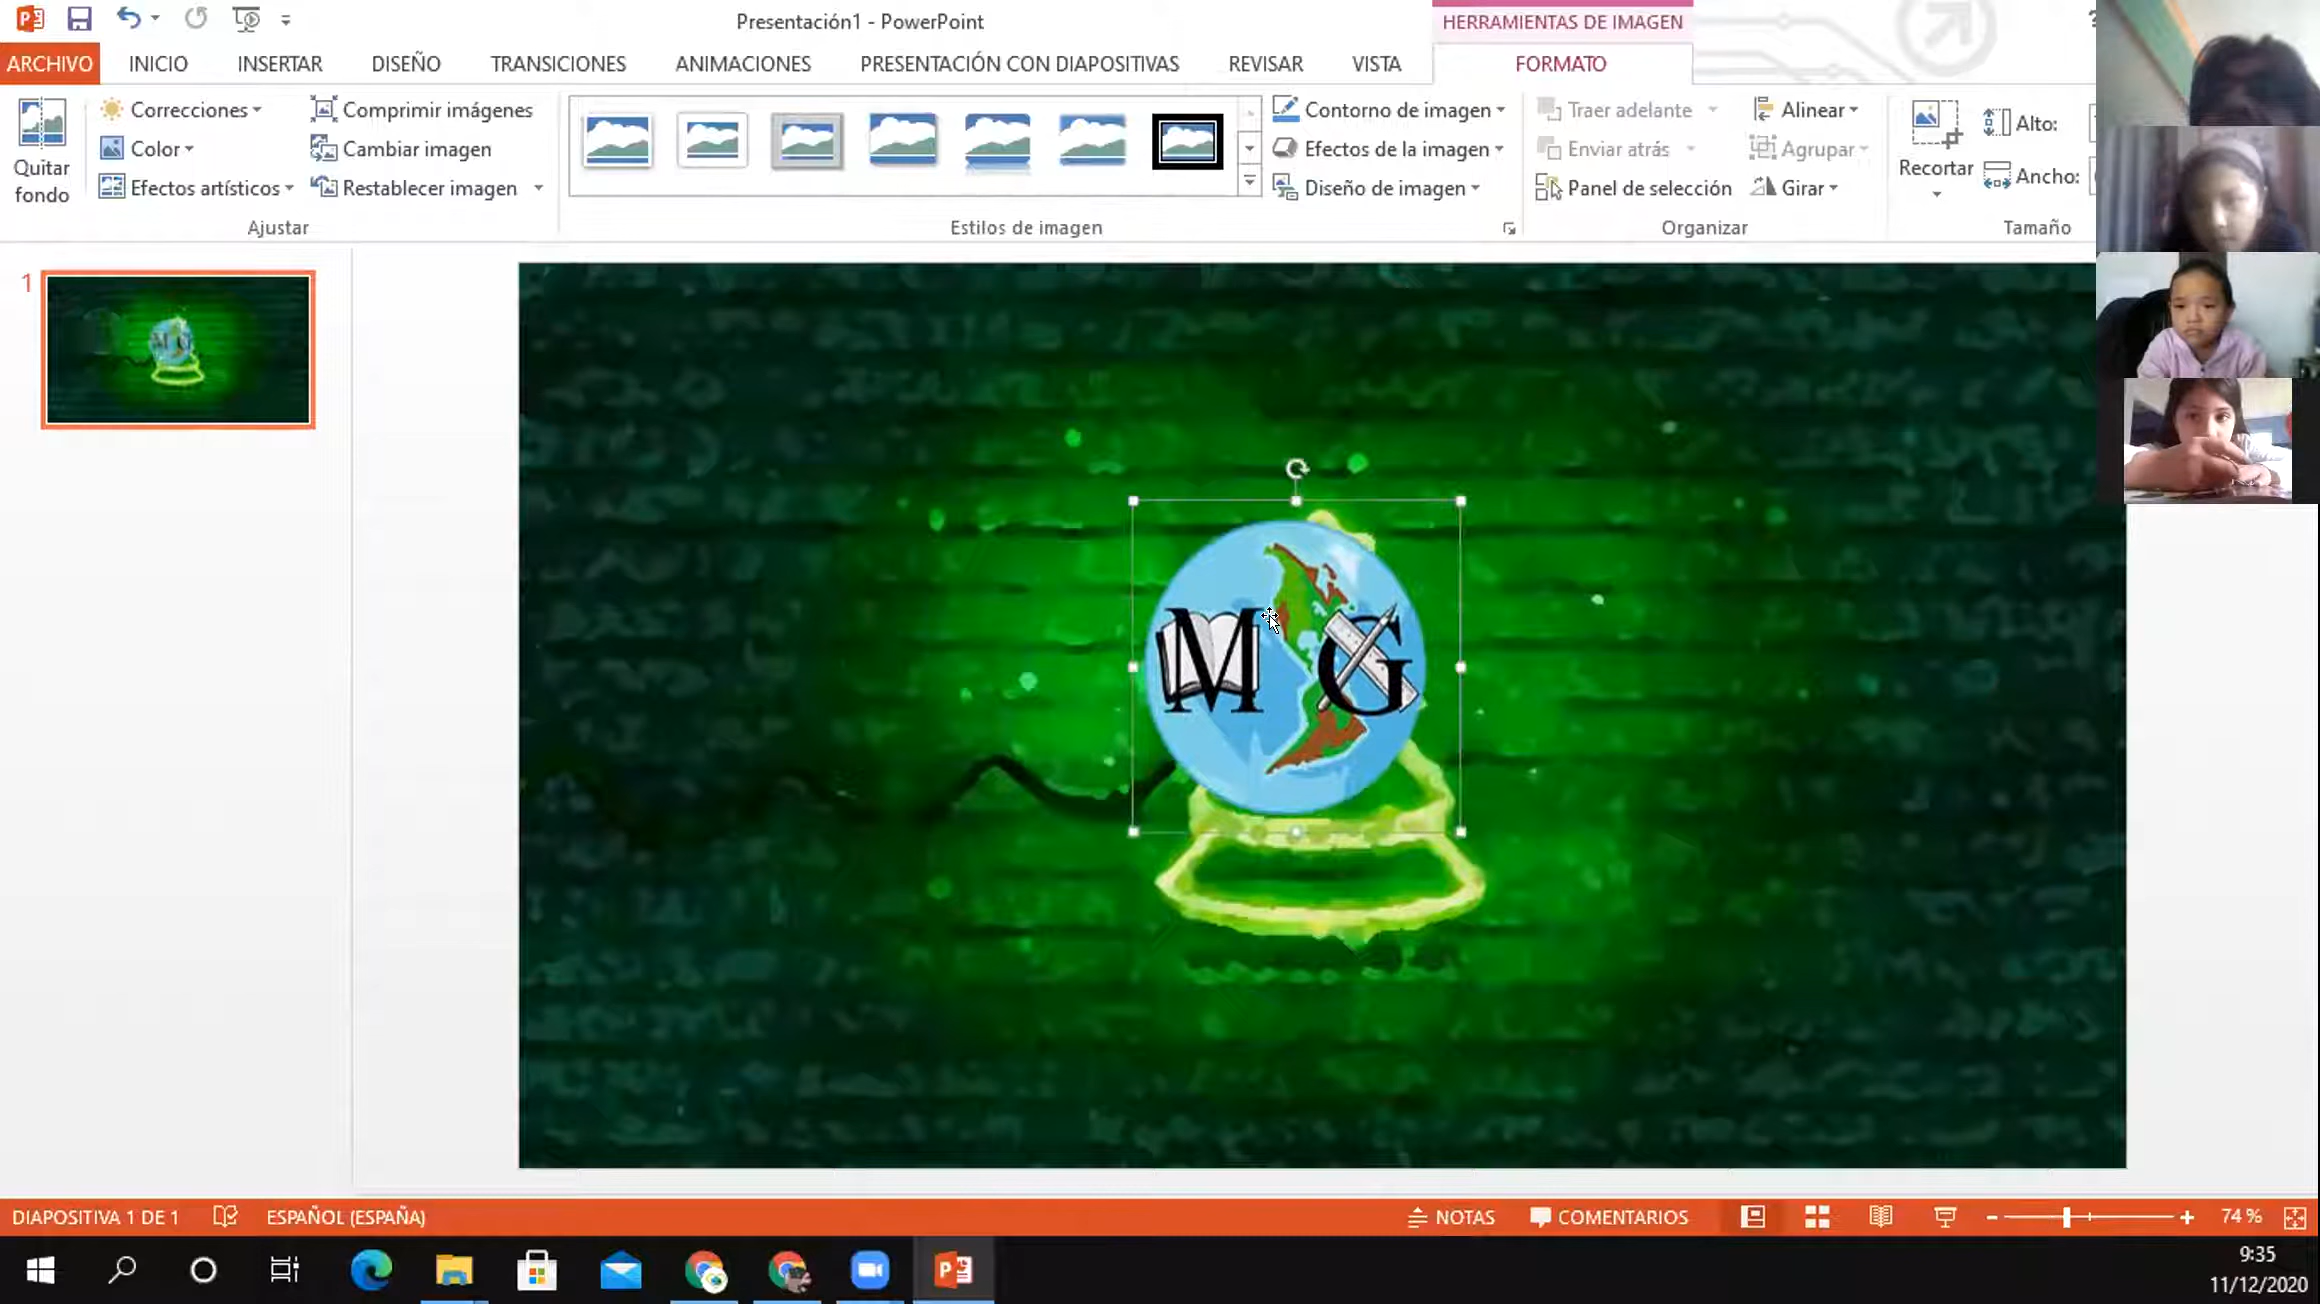 Presentación1 - PowerPoint
HERRAMIENTAS DE IMAGEN
?
ARCHIVO
INICIO
INSERTAR
DISEÑO
TRANSICIONES
ANIMACIONES
PRESENTACIÓN CON DIAPOSITIVAS
REVISAR
VISTA
FORMATO
Quitar
fondo
Correcciones
Color
Efectos artísticos
Comprimir imágenes
Cambiar imagen
Restablecer imagen
Ajustar
Estilos de imagen
Contorno de imagen
Efectos de la imagen
Diseño de imagen
Traer adelante
Enviar atrás
Panel de selección
Alinear
Agrupar
Girar
Organizar
Recortar
Alto:
Ancho:
Tamaño
1
M G
DIAPOSITIVA 1 DE 1
ESPAÑOL (ESPAÑA)
NOTAS
COMENTARIOS
74 %
9:35
11/12/2020